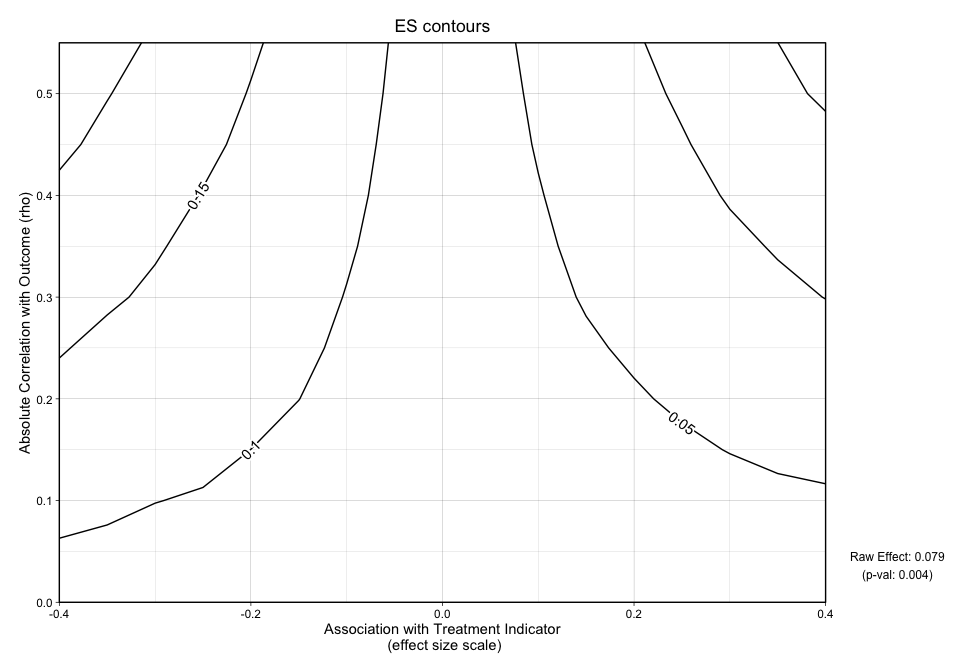 ES contours
Absolute Correlation with Outcome (rho)
0.5
0.4
0.3
0.2
0.1
0.0
0.15
0.1
0.05
-0.4
-0.2
0.0
0.2
0.4
Association with Treatment Indicator
(effect size scale)
Raw Effect: 0.079
(p-val: 0.004)